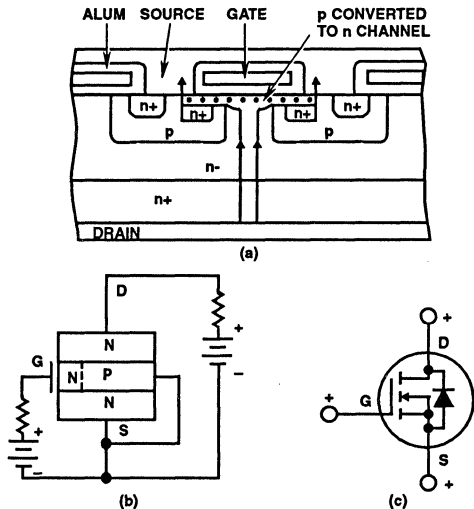 ALUM SOURCE GATE p CONVERTED
TO n CHANNEL
n+ n+ n+ n+
p p
n-
n+
DRAIN
(a)
D
N
G
N P
N
S
+
-
+
-
(b)
+
D
G
+
S
+
(c)